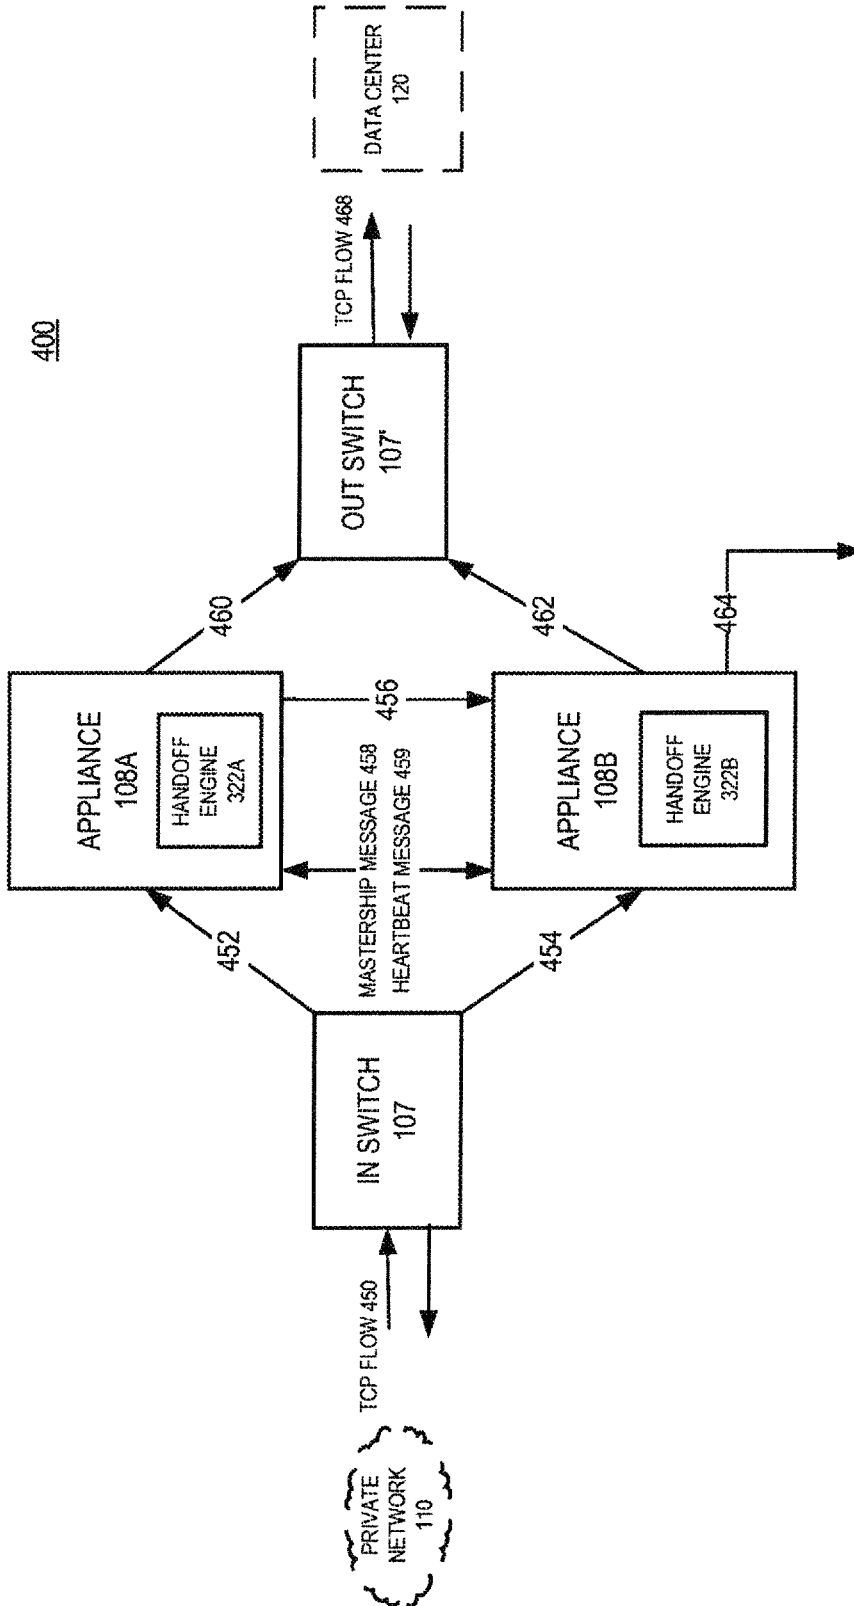 400
PRIVATE
NETWORK
110
TCP FLOW 450
IN SWITCH
107
452
454
APPLIANCE
108A
HANDOFF
ENGINE
322A
MASTERSHIP MESSAGE 458
HEARTBEAT MESSAGE 459
456
APPLIANCE
108B
HANDOFF
ENGINE
322B
460
462
464
OUT SWITCH
107'
TCP FLOW 468
DATA CENTER
120